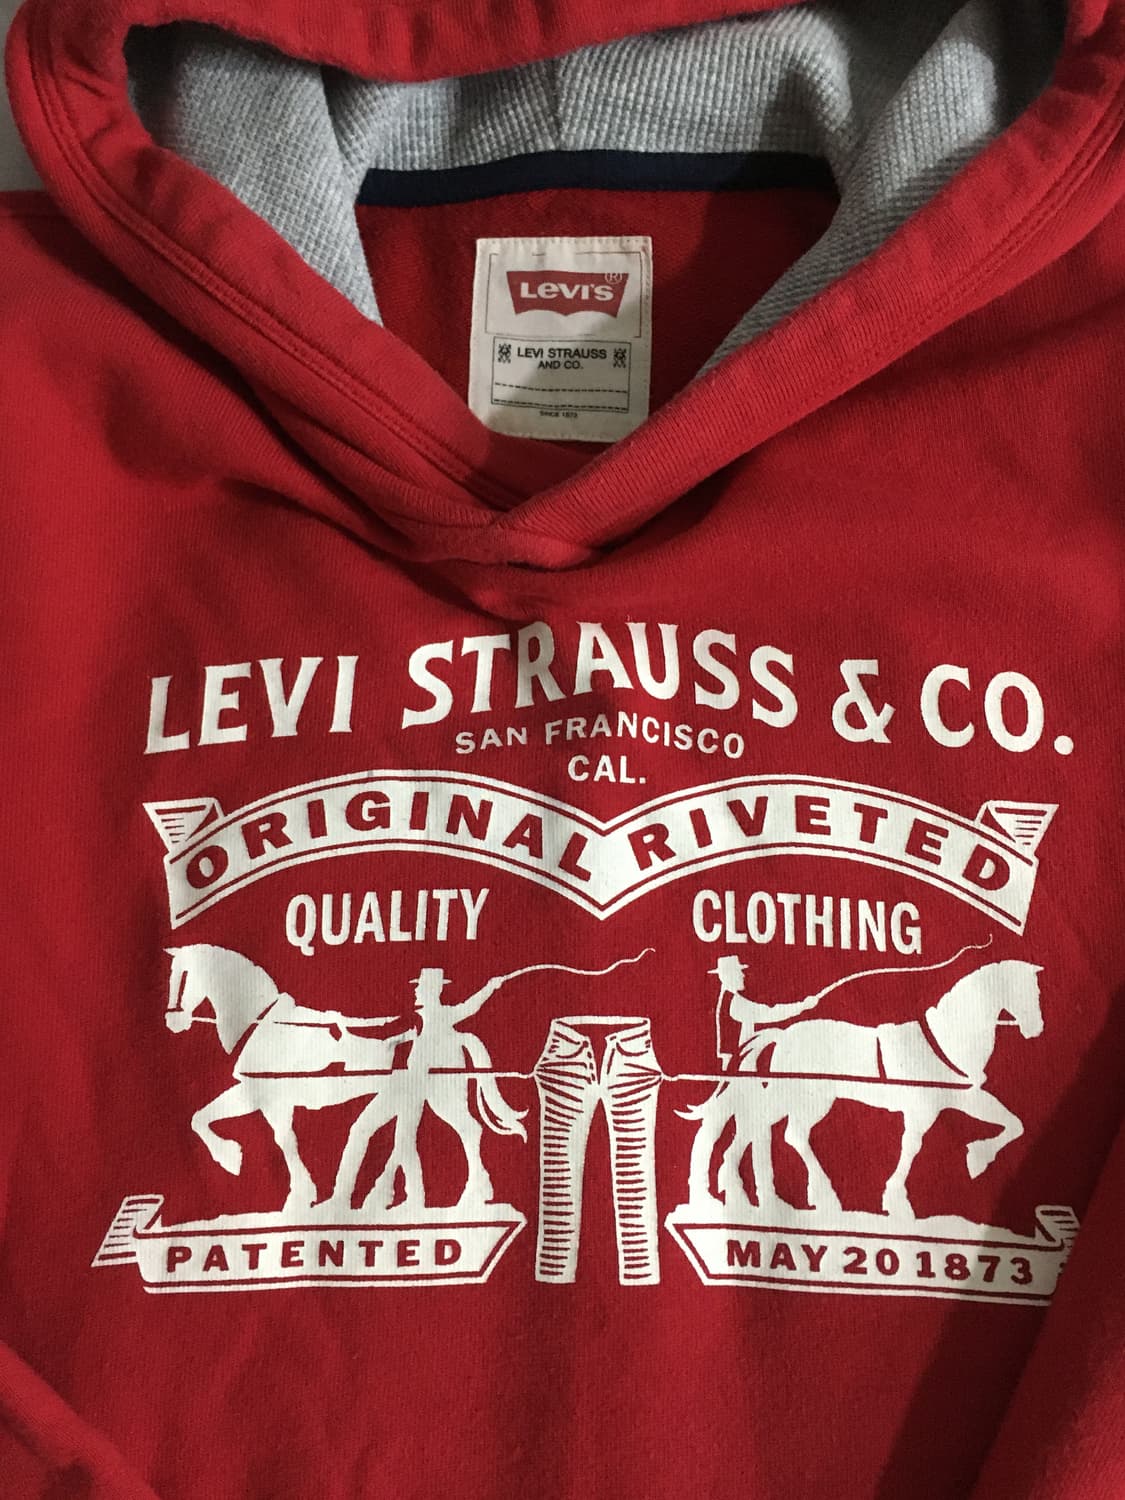 LEVI'S ®
LEVI STRAUSS
AND CO.
SINCE 1873
LEVI STRAUSS & CO.
SAN FRANCISCO
CAL.
ORIGINAL RIVETED
QUALITY CLOTHING
PATENTED MAY 20 1873